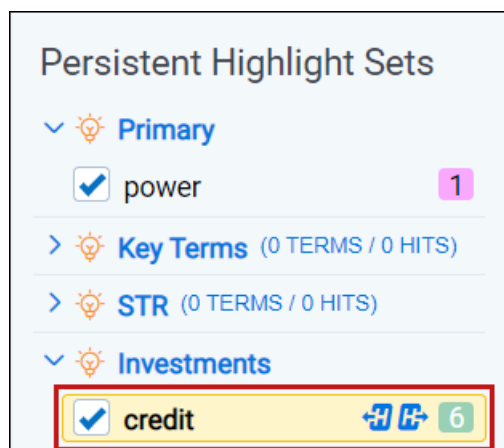 Persistent Highlight Sets
Primary
power 1
Key Terms (0 TERMS / 0 HITS)
STR (0 TERMS / 0 HITS)
Investments
credit H H 6